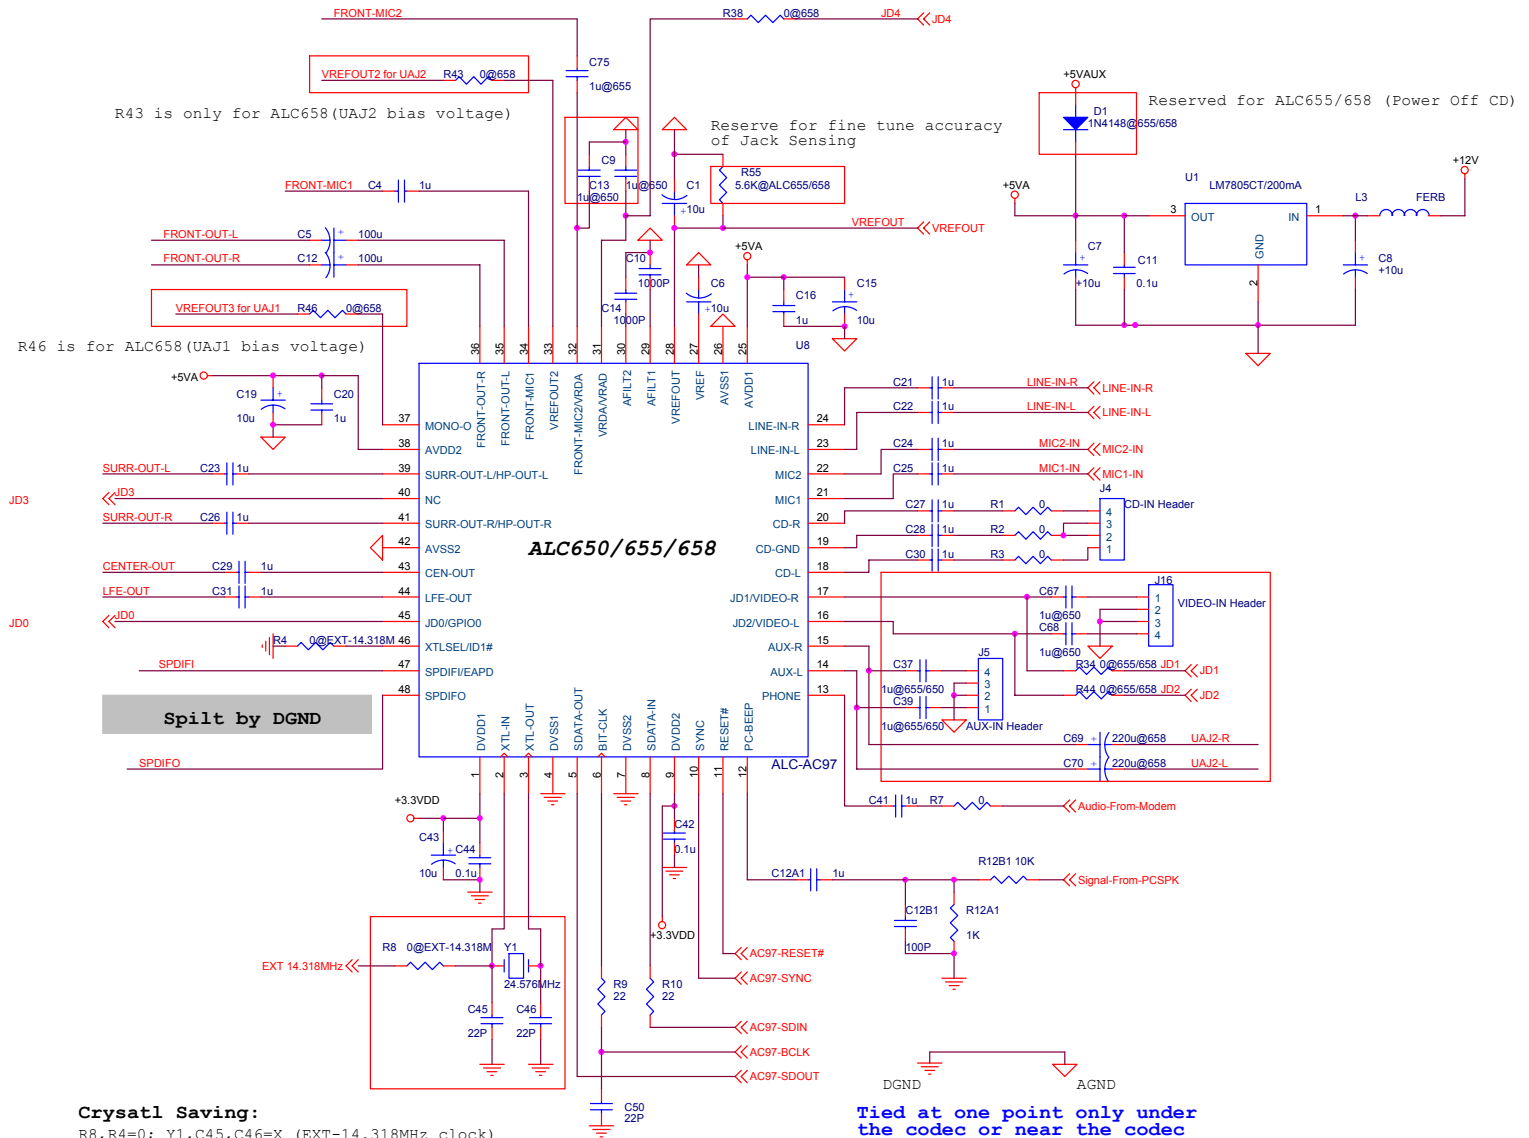 FRONT-MIC2
R38 0@658 JD4 JD4
C75
1u@655
VREFOUT2 for UAJ2 R43 0@658
R43 is only for ALC658(UAJ2 bias voltage)
+5VAUX
Reserved for ALC655/658 (Power Off CD)
D1
1N4148@655/658
Reserve for fine tune accuracy
of Jack Sensing
C9
1u@650
C13
1u@650
C1
+10u
R55
5.6K@ALC655/658
FRONT-MIC1 C4 1u
+12V
U1
LM7805CT/200mA
L3 FERB
+5VA
3 OUT IN 1
GND
2
C7
+10u
C11
0.1u
C8
+10u
VREFOUT VREFOUT
FRONT-OUT-L C5 + 100u
FRONT-OUT-R C12 + 100u
+5VA
C10
1000P
C14
1000P
C6
+10u
C16
1u
C15
10u
VREFOUT3 for UAJ1 R46 0@658
R46 is for ALC658(UAJ1 bias voltage)
U8
36 35 34 33 32 31 30 29 28 27 26 25
FRONT-OUT-R
FRONT-OUT-L
FRONT-MIC1
VREFOUT2
FRONT-MIC2/VRDA
VRDA/VRAD
AFILT2
AFILT1
VREFOUT
VREF
AVSS1
AVDD1
+5VA
C19
10u
C20
1u
37 MONO-O
38 AVDD2
SURR-OUT-L C23 1u 39 SURR-OUT-L/HP-OUT-L
JD3 JD3 40 NC
SURR-OUT-R C26 1u 41 SURR-OUT-R/HP-OUT-R
42 AVSS2
CENTER-OUT C29 1u 43 CEN-OUT
LFE-OUT C31 1u 44 LFE-OUT
JD0 JD0 45 JD0/GPIO0
R4 0@EXT-14.318M 46 XTLSEL/ID1#
SPDIFI 47 SPDIFI/EAPD
48 SPDIFO
Spilt by DGND
SPDIFO
ALC650/655/658
LINE-IN-R 24 C21 1u LINE-IN-R LINE-IN-R
LINE-IN-L 23 C22 1u LINE-IN-L LINE-IN-L
MIC2 22 C24 1u MIC2-IN MIC2-IN
MIC1 21 C25 1u MIC1-IN MIC1-IN
J4
CD-IN Header
4
3
2
1
CD-R 20 C27 1u R1 0
CD-GND 19 C28 1u R2 0
CD-L 18 C30 1u R3 0
JD1/VIDEO-R 17
JD2/VIDEO-L 16
AUX-R 15
AUX-L 14
PHONE 13
C67
1u@650
C68
1u@650
J16
VIDEO-IN Header
1
2
3
4
J5
4
3
2
1
AUX-IN Header
C37
1u@655/650
C39
1u@655/650
R34 0@655/658 JD1 JD1
R44 0@655/658 JD2 JD2
C69 + 220u@658 UAJ2-R
C70 + 220u@658 UAJ2-L
DVDD1
XTL-IN
XTL-OUT
DVSS1
SDATA-OUT
BIT-CLK
DVSS2
SDATA-IN
DVDD2
SYNC
RESET#
PC-BEEP
ALC-AC97
1 2 3 4 5 6 7 8 9 10 11 12
C41 1u R7 0 Audio-From-Modem
+3.3VDD
C43
10u
C44
0.1u
C42
0.1u
+3.3VDD
C12A1 1u
R12B1 10K
Signal-From-PCSPK
C12B1
100P
R12A1
1K
R8 0@EXT-14.318M
EXT 14.318MHz
Y1
24.576MHz
C45
22P
C46
22P
R9
22
R10
22
AC97-RESET#
AC97-SYNC
AC97-SDIN
AC97-BCLK
AC97-SDOUT
C50
22P
DGND AGND
Tied at one point only under
the codec or near the codec
Crysatl Saving:
R8,R4=0; Y1,C45,C46=X (EXT-14.318MHz clock)